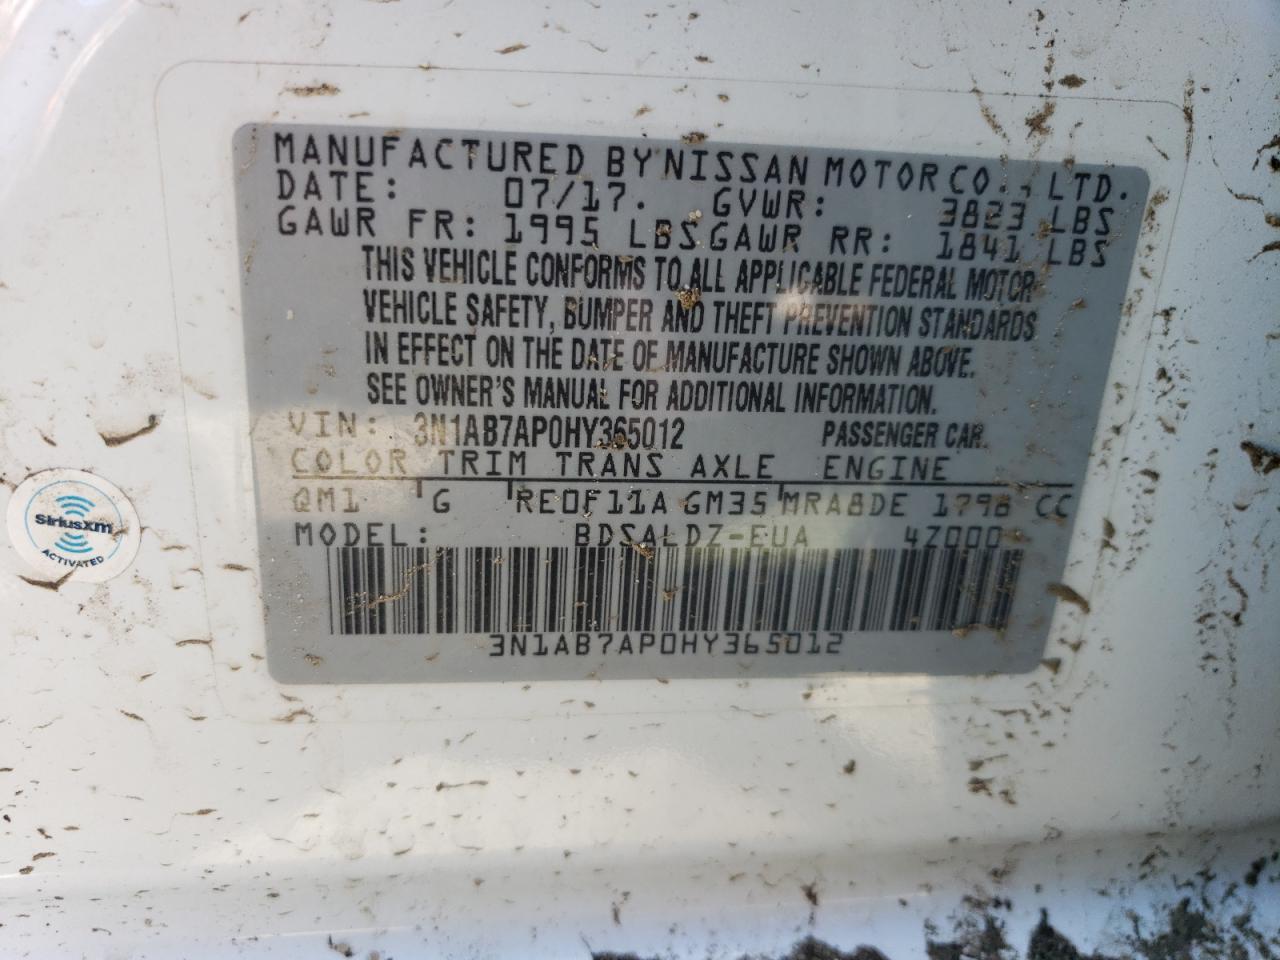 MANUFACTURED BY NISSAN MOTOR CO., LTD.
DATE: 07/17. GVWR: 3823 LBS
GAWR FR: 1995 LBS GAWR RR: 1841 LBS
THIS VEHICLE CONFORMS TO ALL APPLICABLE FEDERAL MOTOR
VEHICLE SAFETY, BUMPER AND THEFT PREVENTION STANDARDS
IN EFFECT ON THE DATE OF MANUFACTURE SHOWN ABOVE.
SEE OWNER'S MANUAL FOR ADDITIONAL INFORMATION.
VIN: 3N1AB7AP0HY365012 PASSENGER CAR.
COLOR TRIM TRANS AXLE ENGINE
QM1 G RE0F11A GM35 MRA8DE 1798 CC
MODEL: BDSALDZ-EUA 4Z000
3N1AB7AP0HY365012
siriusxm
ACTIVATED